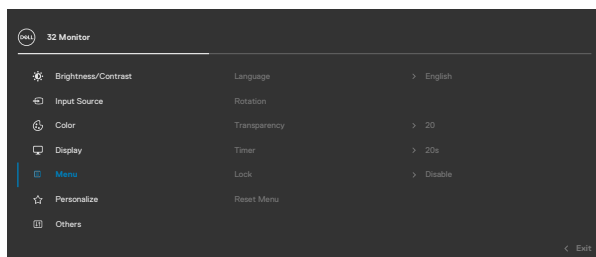 DELL 32 Monitor
Brightness/Contrast Language > English
Input Source Rotation
Color Transparency > 20
Display Timer > 20s
Menu Lock > Disable
Personalize Reset Menu
Others
< Exit